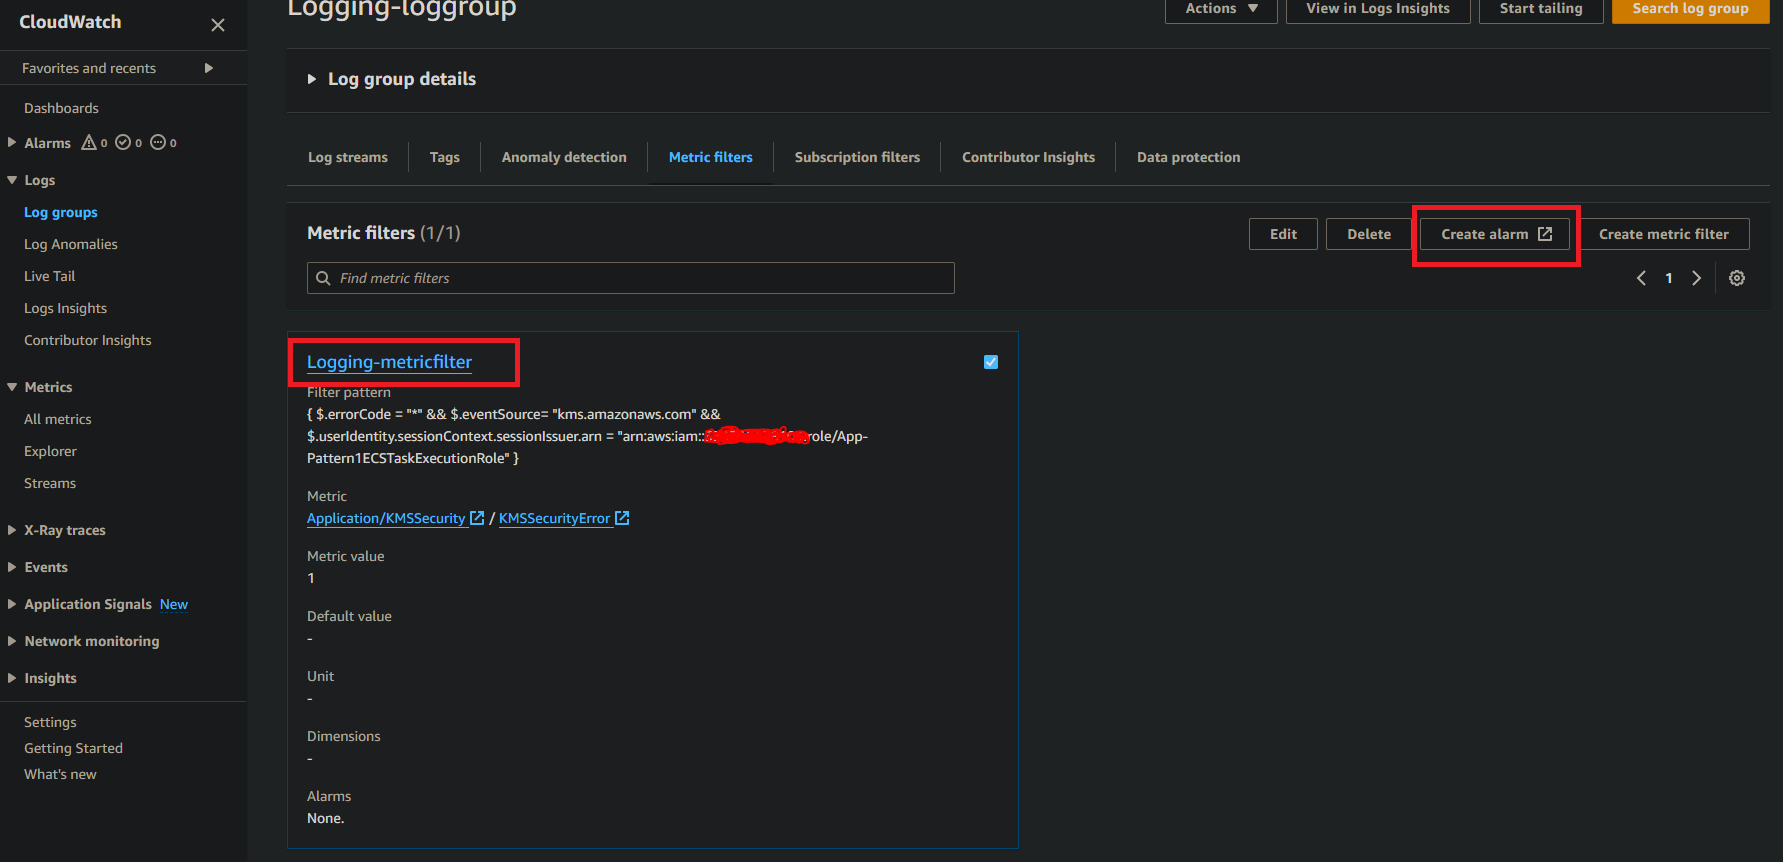 CloudWatch
Favorites and recents
Dashboards
Alarms 0 0 0
Logs
Log groups
Log Anomalies
Live Tail
Logs Insights
Contributor Insights
Metrics
All metrics
Explorer
Streams
X-Ray traces
Events
Application Signals New
Network monitoring
Insights
Settings
Getting Started
What's new
Logging-loggroup
Actions View in Logs Insights Start tailing Search log group
Log group details
Log streams Tags Anomaly detection Metric filters Subscription filters Contributor Insights Data protection
Metric filters (1/1)
Edit Delete Create alarm Create metric filter
Find metric filters
1
Logging-metricfilter
Filter pattern
{ $.errorCode = "*" && $.eventSource= "kms.amazonaws.com" &&
$.userIdentity.sessionContext.sessionIssuer.arn = "arn:aws:iam:: role/App-
Pattern1ECSTaskExecutionRole" }
Metric
Application/KMSSecurity / KMSSecurityError
Metric value
1
Default value
-
Unit
-
Dimensions
-
Alarms
None.